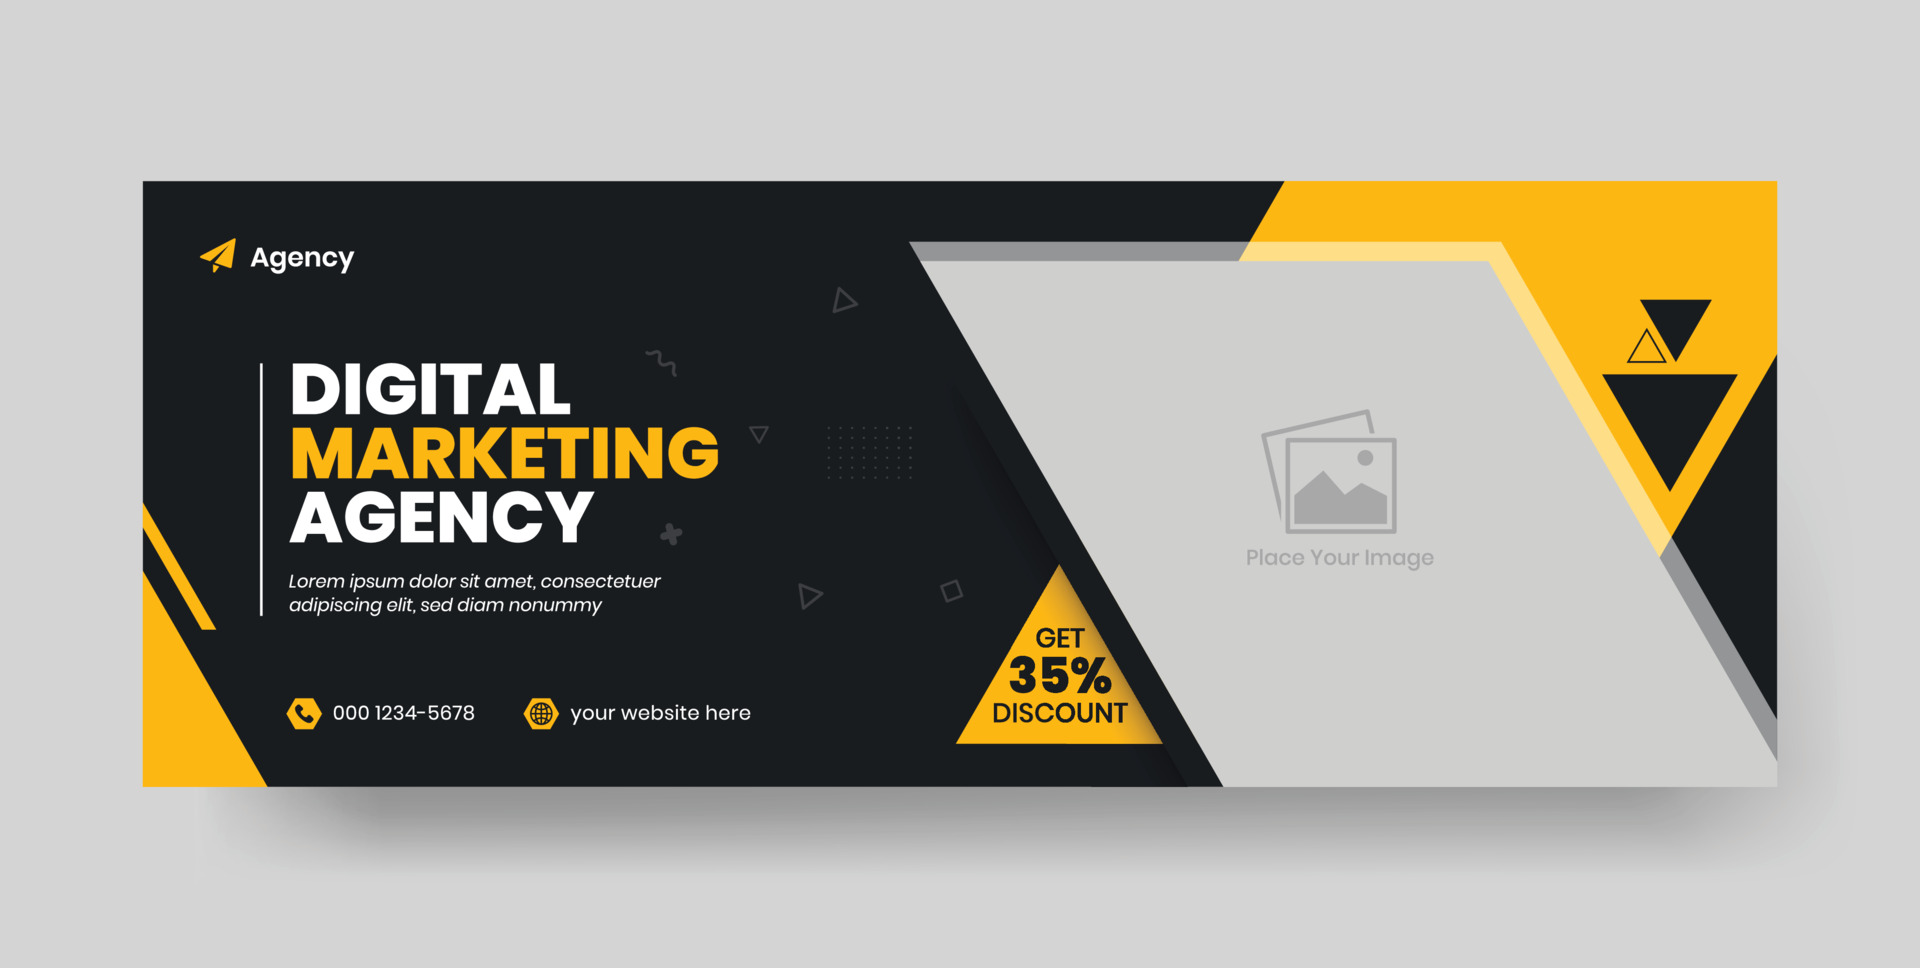 Agency
DIGITAL
MARKETING
AGENCY
Lorem ipsum dolor sit amet, consectetuer
adipiscing elit, sed diam nonummy
000 1234-5678
your website here
GET
35%
DISCOUNT
Place Your Image